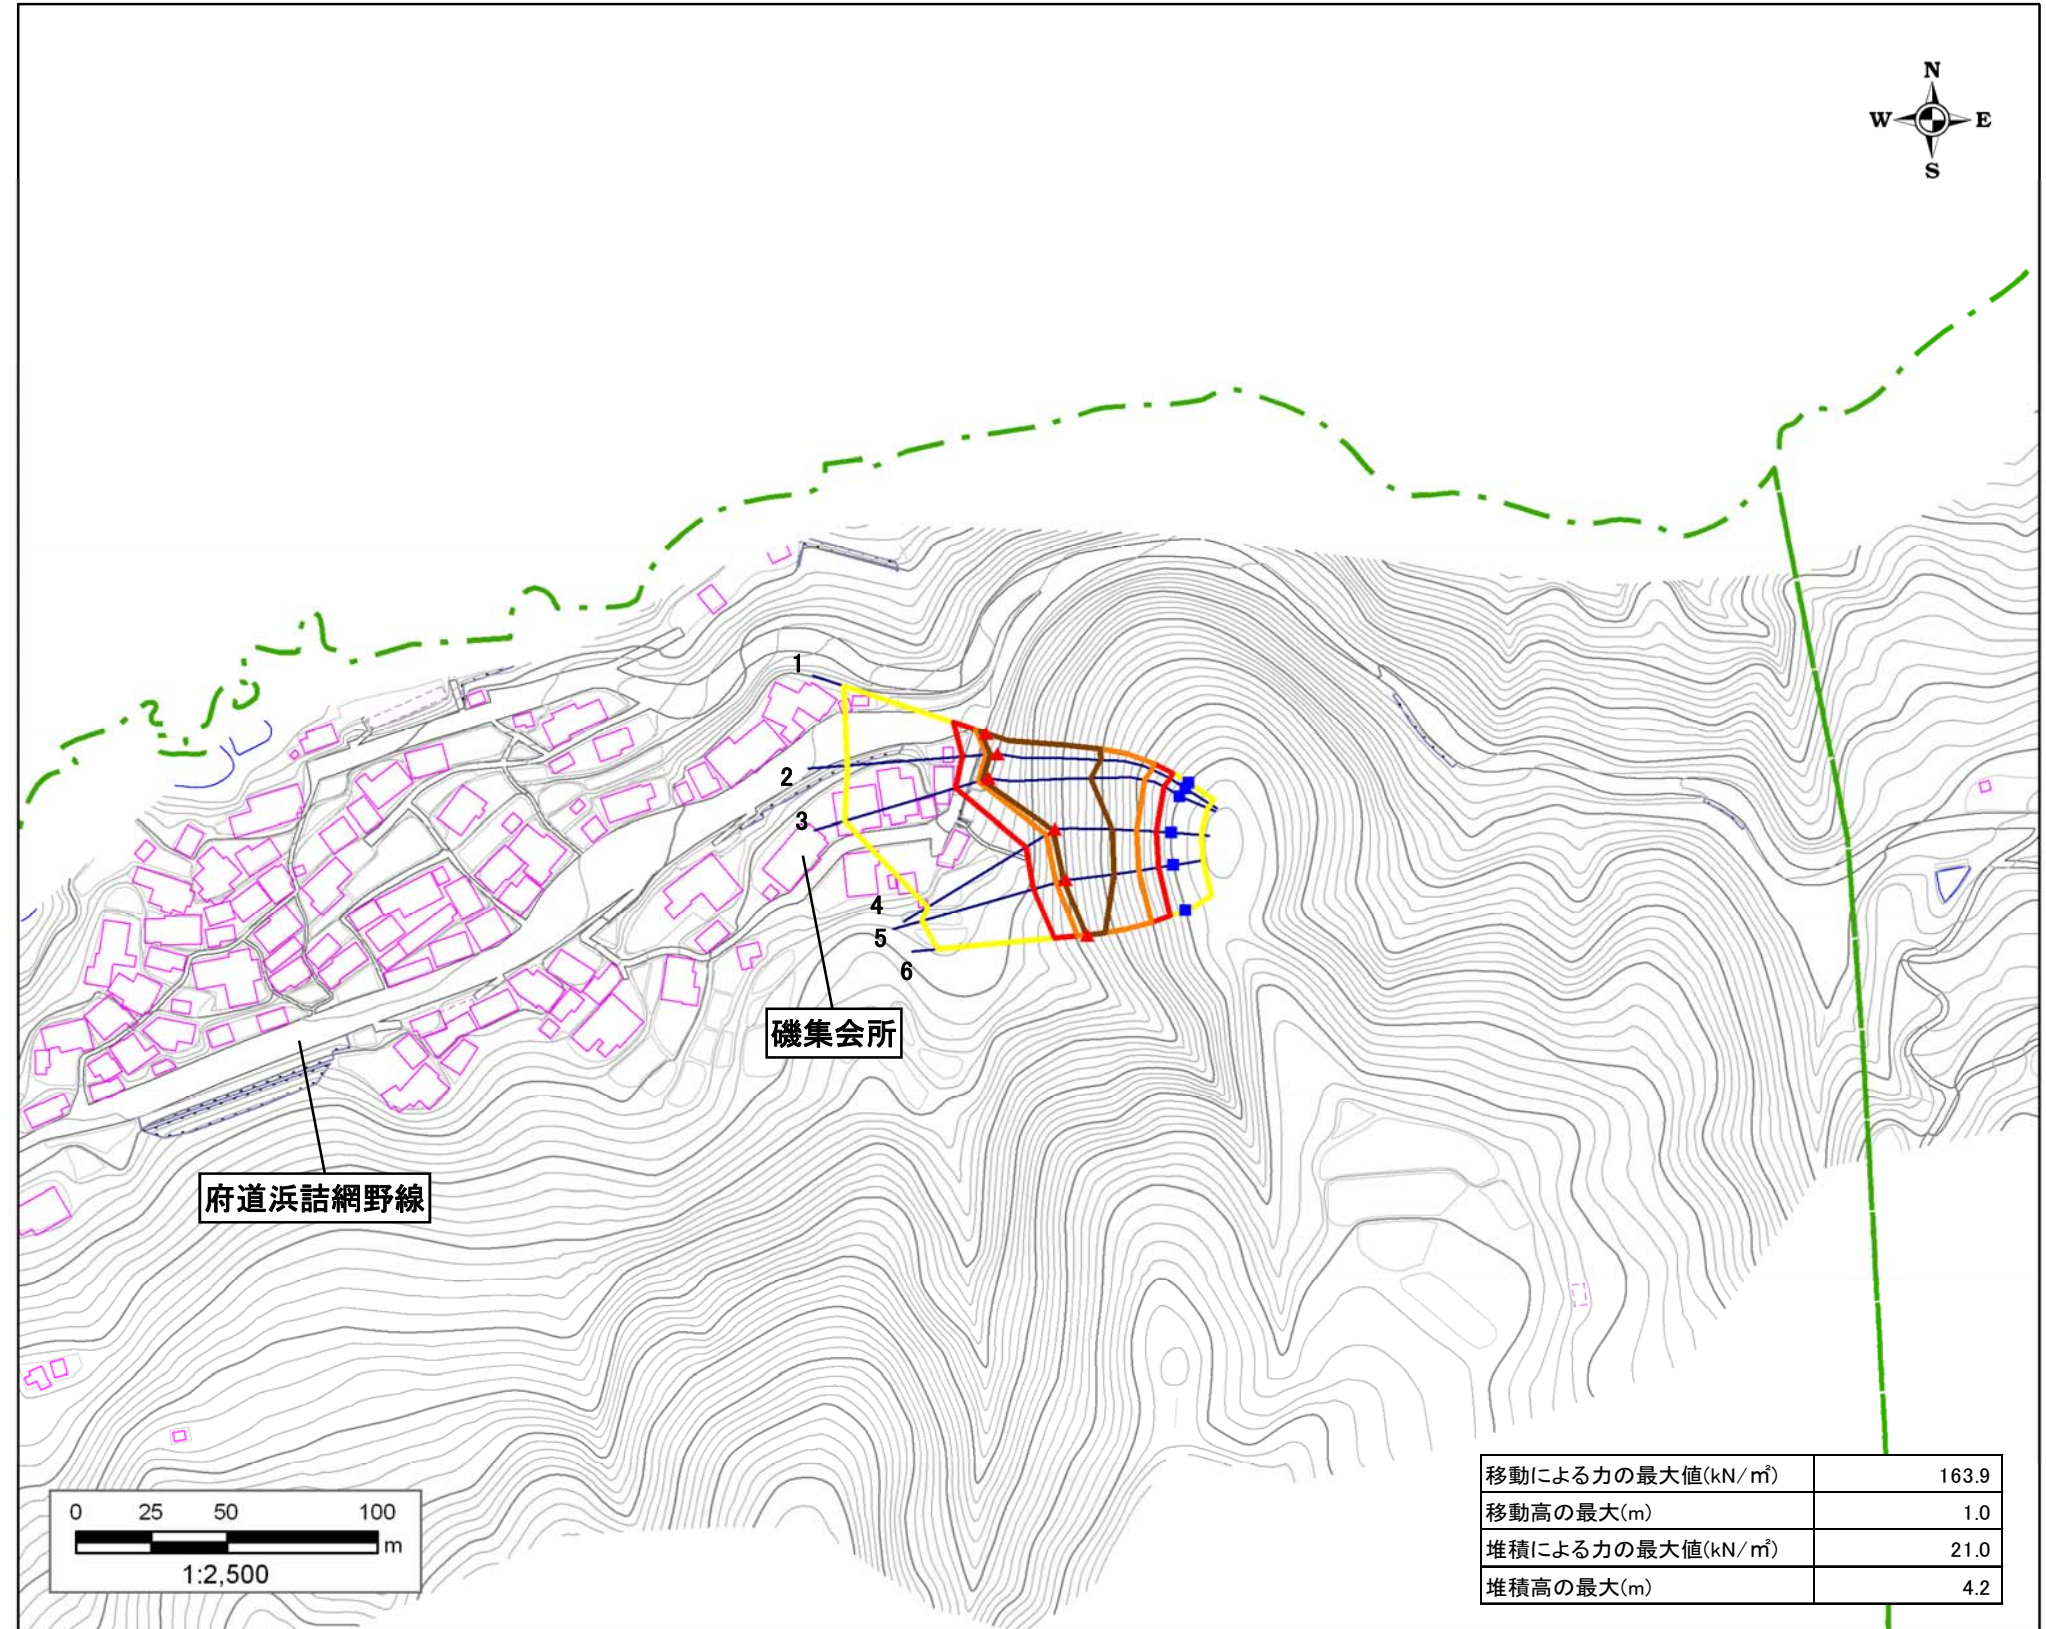 N
W E
S
1
2
3
4
5
6
磯集会所
府道浜詰網野線
0 25 50 100
m
1:2,500
移動による力の最大値(kN/㎡) 163.9
移動高の最大(m) 1.0
堆積による力の最大値(kN/㎡) 21.0
堆積高の最大(m) 4.2